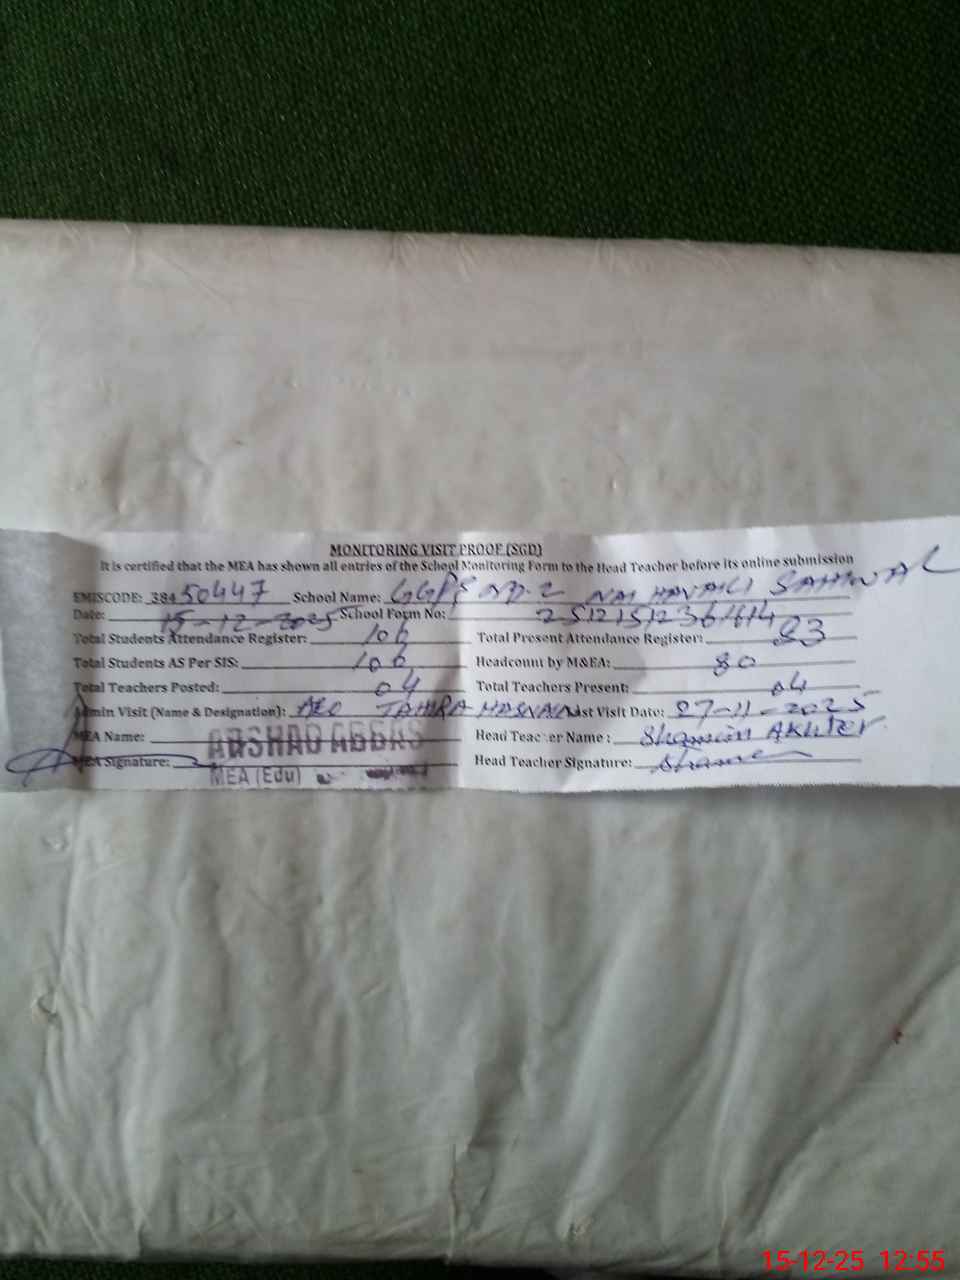 MONITORING VISIT PROOF (SGD)
It is certified that the MEA has shown all entries of the School Monitoring Form to the Head Teacher before its online submission
EMISCODE: 38450447 School Name: GGPS NO. 2 SAHIWAL
Date: 15-12-2025 School Form No:
Total Students Attendance Register: 106 Total Present Attendance Register: 83
Total Students AS Per SIS: 106 Headcount by M&EA: 80
Total Teachers Posted: 04 Total Teachers Present: 04
Admin Visit (Name & Designation): AEO TAHIRA HASNAIN Last Visit Date: 27-11-2025
MEA Name: ARSHAD ABBAS Head Teacher Name: Shamim AKhter
MEA Signature: MEA (Edu) Head Teacher Signature: Shamim
15-12-25 12:55